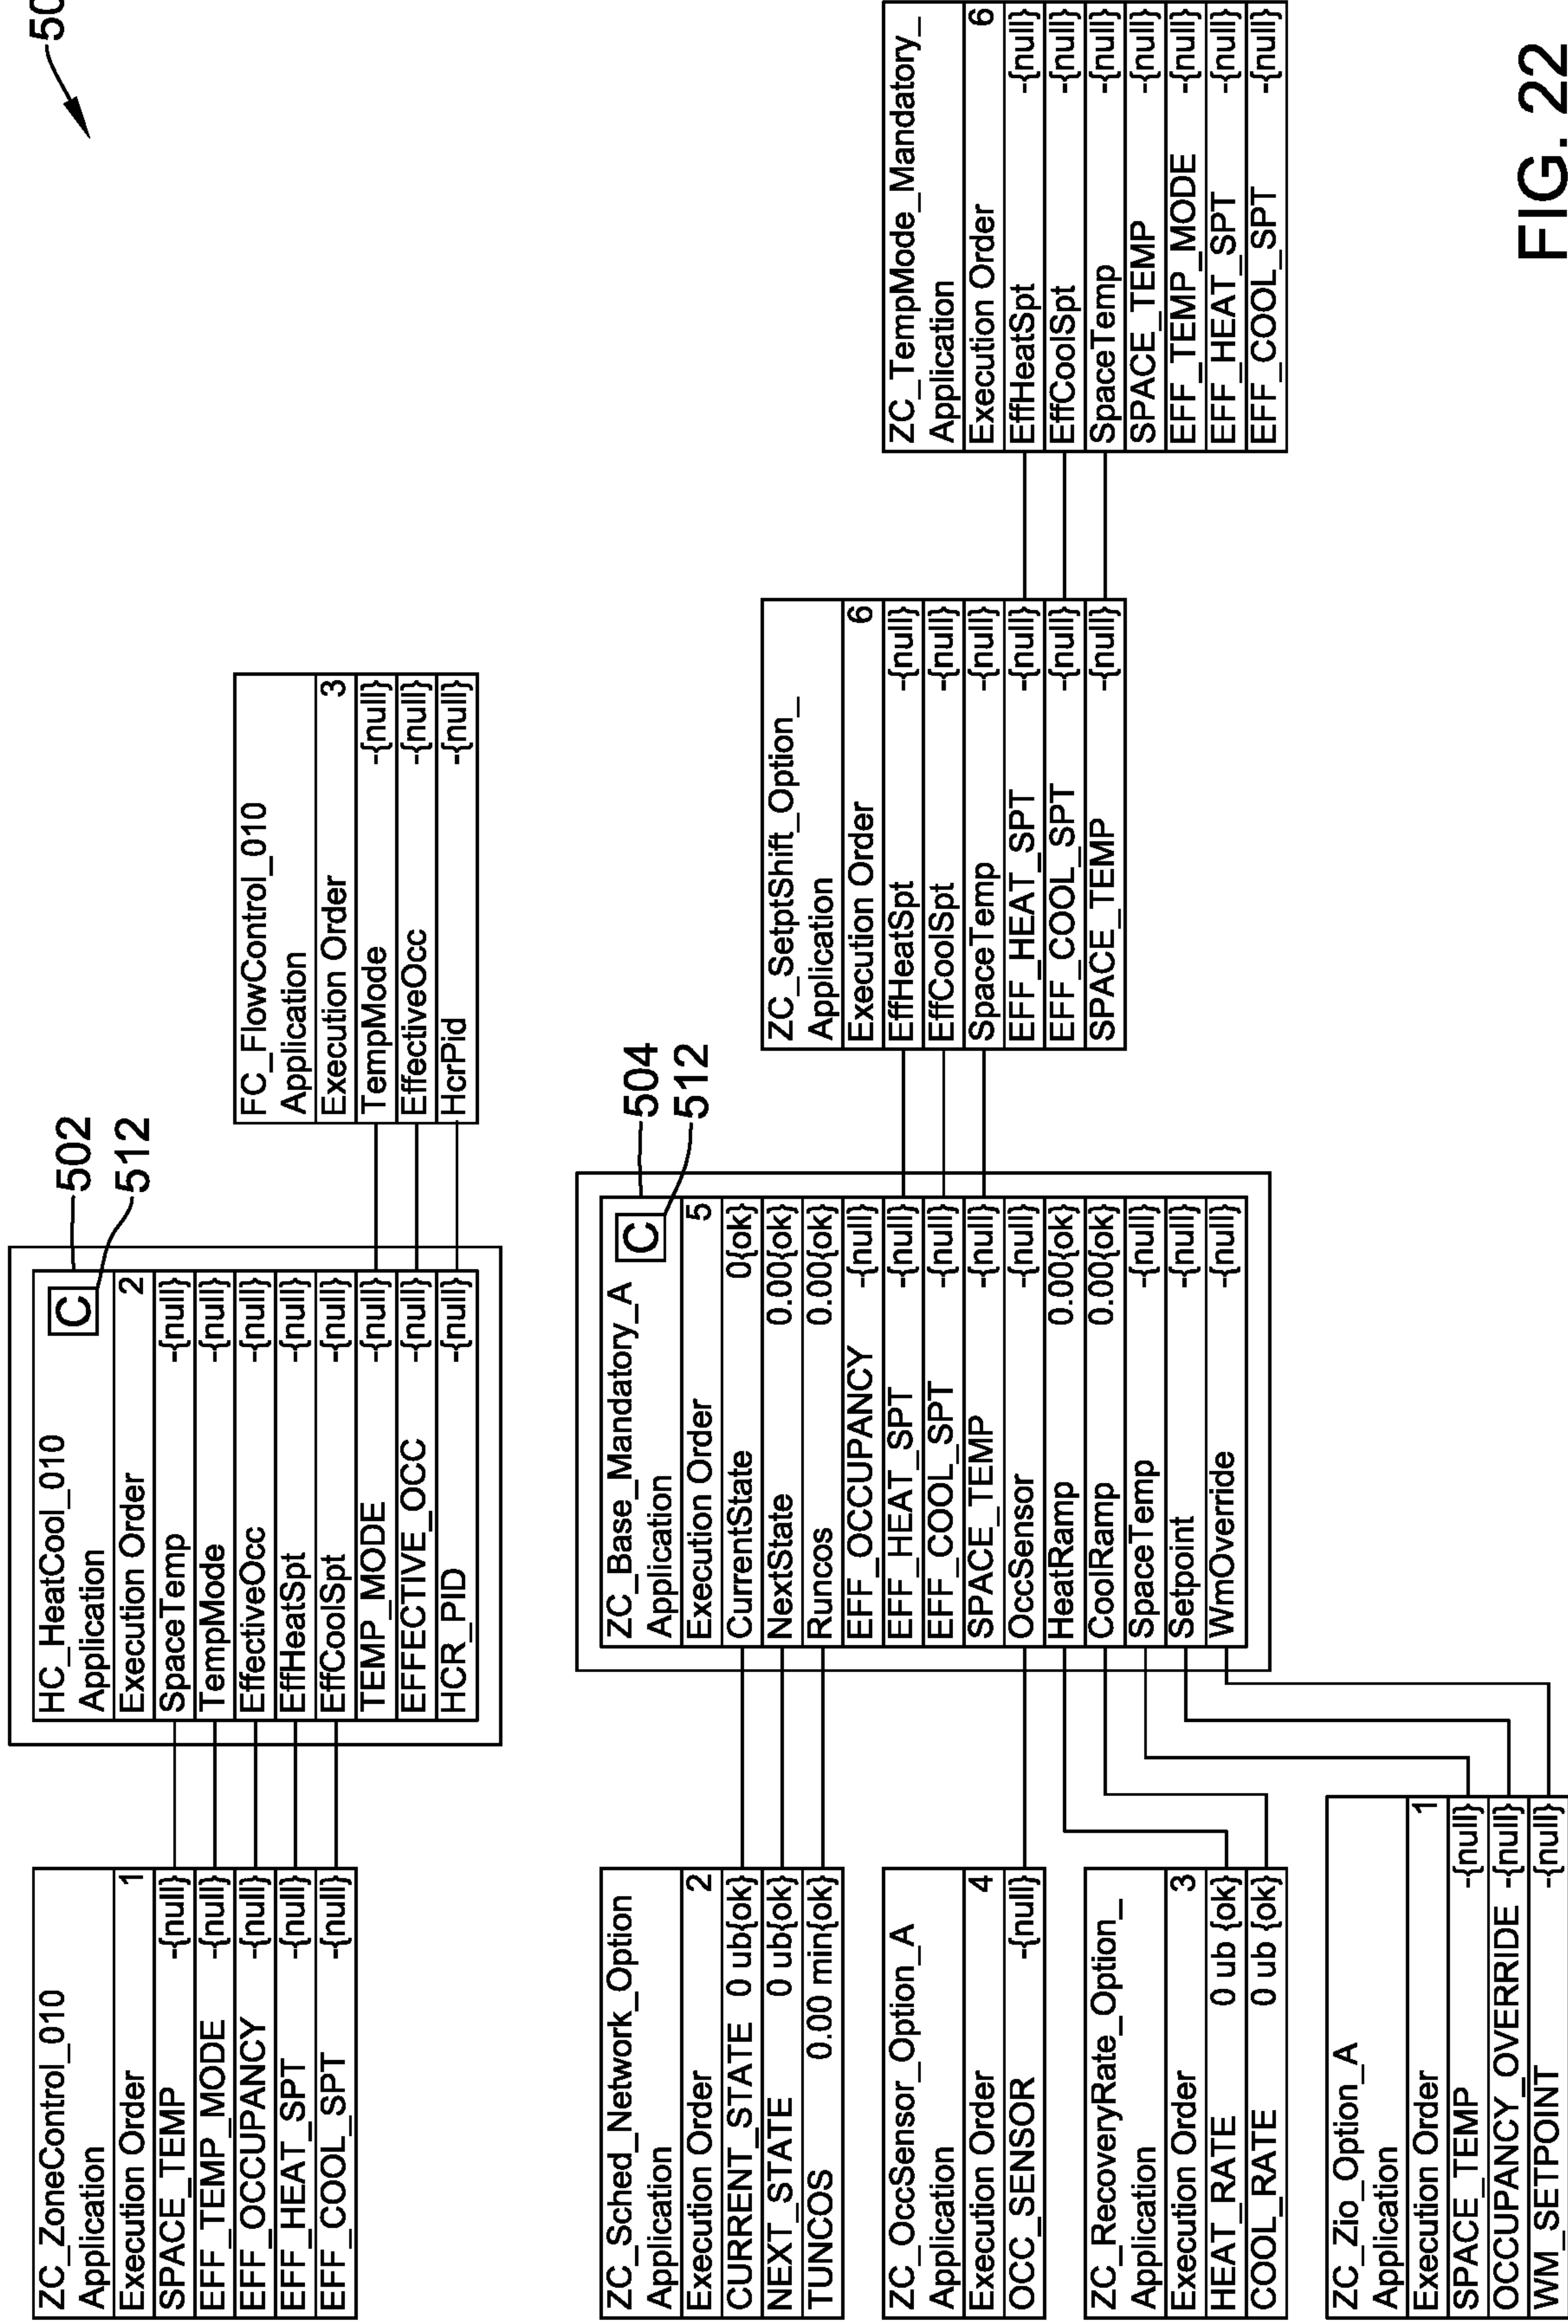 50
ZC_ZoneControl_010
Application
Execution Order 1
SPACE_TEMP -{null}
EFF_TEMP_MODE -{null}
EFF_OCCUPANCY -{null}
EFF_HEAT_SPT -{null}
EFF_COOL_SPT -{null}
HC_HeatCool_010
Application
C
502
512
Execution Order 2
SpaceTemp -{null}
TempMode -{null}
EffectiveOcc -{null}
EffHeatSpt -{null}
EffCoolSpt -{null}
TEMP_MODE -{null}
EFFECTIVE_OCC -{null}
HCR_PID -{null}
FC_FlowControl_010
Application
Execution Order 3
TempMode -{null}
EffectiveOcc -{null}
HcrPid -{null}
ZC_Sched_Network_Option
Application
Execution Order 2
CURRENT_STATE 0 ub{ok}
NEXT_STATE 0 ub{ok}
TUNCOS 0.00 min{ok}
ZC_OccSensor_Option_A
Application
Execution Order 4
OCC_SENSOR -{null}
ZC_RecoveryRate_Option_
Application
Execution Order 3
HEAT_RATE 0 ub {ok}
COOL_RATE 0 ub {ok}
ZC_Zio_Option_A
Application
Execution Order 1
SPACE_TEMP -{null}
OCCUPANCY_OVERRIDE -{null}
WM_SETPOINT -{null}
ZC_Base_Mandatory_A
Application
C
504
512
Execution Order 5
CurrentState 0{ok}
NextState 0.00{ok}
Runcos 0.00{ok}
EFF_OCCUPANCY -{null}
EFF_HEAT_SPT -{null}
EFF_COOL_SPT -{null}
SPACE_TEMP -{null}
OccSensor -{null}
HeatRamp 0.00{ok}
CoolRamp 0.00{ok}
SpaceTemp -{null}
Setpoint -{null}
WmOverride -{null}
ZC_SetptShift_Option_
Application
Execution Order 6
EffHeatSpt -{null}
EffCoolSpt -{null}
SpaceTemp -{null}
EFF_HEAT_SPT -{null}
EFF_COOL_SPT -{null}
SPACE_TEMP -{null}
ZC_TempMode_Mandatory_
Application
Execution Order 6
EffHeatSpt -{null}
EffCoolSpt -{null}
SpaceTemp -{null}
SPACE_TEMP -{null}
EFF_TEMP_MODE -{null}
EFF_HEAT_SPT -{null}
EFF_COOL_SPT -{null}
FIG. 22